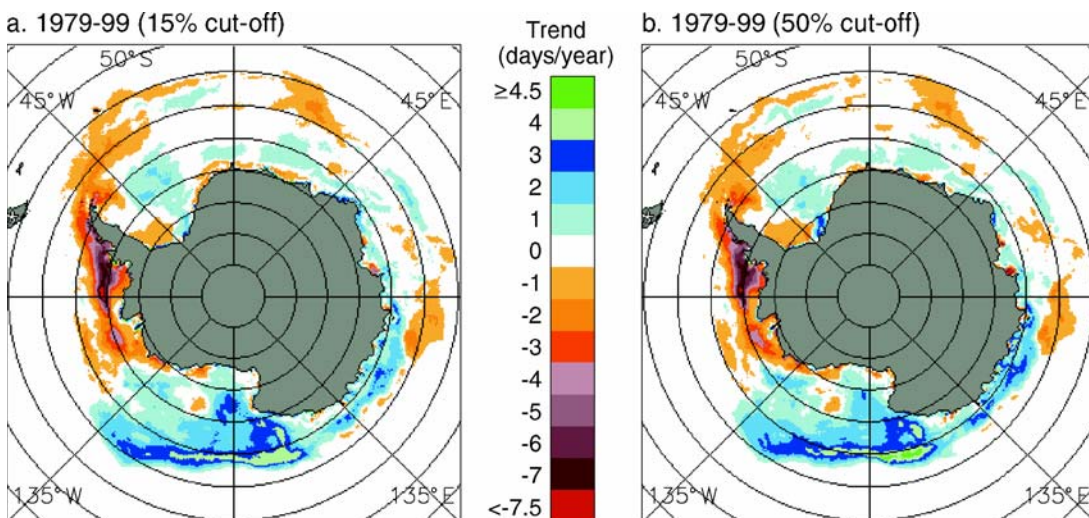 a. 1979-99 (15% cut-off)
50°S
45°W
45°E
135°W
135°E
Trend
(days/year)
≥4.5
4
3
2
1
0
-1
-2
-3
-4
-5
-6
-7
<-7.5
b. 1979-99 (50% cut-off)
50°S
45°W
45°E
135°W
135°E